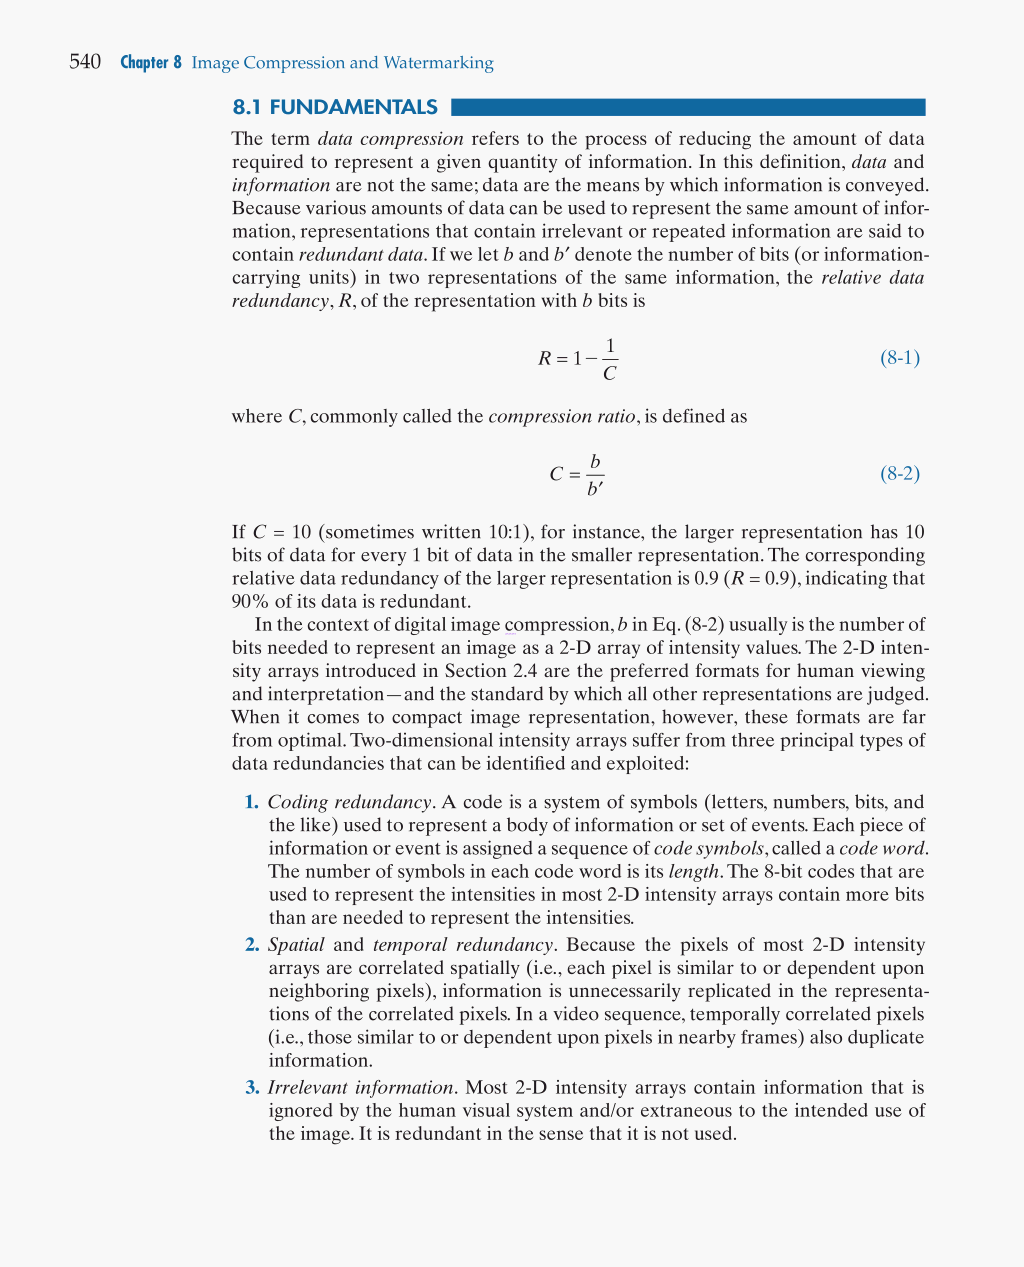 540 Chapter 8 Image Compression and Watermarking
8.1 FUNDAMENTALS
The term data compression refers to the process of reducing the amount of data
required to represent a given quantity of information. In this definition, data and
information are not the same; data are the means by which information is conveyed.
Because various amounts of data can be used to represent the same amount of infor-
mation, representations that contain irrelevant or repeated information are said to
contain redundant data. If we let b and b′ denote the number of bits (or information-
carrying units) in two representations of the same information, the relative data
redundancy, R, of the representation with b bits is
R = 1 − 1/C (8-1)
where C, commonly called the compression ratio, is defined as
C = b/b′ (8-2)
If C = 10 (sometimes written 10:1), for instance, the larger representation has 10
bits of data for every 1 bit of data in the smaller representation. The corresponding
relative data redundancy of the larger representation is 0.9 (R = 0.9), indicating that
90% of its data is redundant.
In the context of digital image compression, b in Eq. (8-2) usually is the number of
bits needed to represent an image as a 2-D array of intensity values. The 2-D inten-
sity arrays introduced in Section 2.4 are the preferred formats for human viewing
and interpretation—and the standard by which all other representations are judged.
When it comes to compact image representation, however, these formats are far
from optimal. Two-dimensional intensity arrays suffer from three principal types of
data redundancies that can be identified and exploited:
1. Coding redundancy. A code is a system of symbols (letters, numbers, bits, and
the like) used to represent a body of information or set of events. Each piece of
information or event is assigned a sequence of code symbols, called a code word.
The number of symbols in each code word is its length. The 8-bit codes that are
used to represent the intensities in most 2-D intensity arrays contain more bits
than are needed to represent the intensities.
2. Spatial and temporal redundancy. Because the pixels of most 2-D intensity
arrays are correlated spatially (i.e., each pixel is similar to or dependent upon
neighboring pixels), information is unnecessarily replicated in the representa-
tions of the correlated pixels. In a video sequence, temporally correlated pixels
(i.e., those similar to or dependent upon pixels in nearby frames) also duplicate
information.
3. Irrelevant information. Most 2-D intensity arrays contain information that is
ignored by the human visual system and/or extraneous to the intended use of
the image. It is redundant in the sense that it is not used.